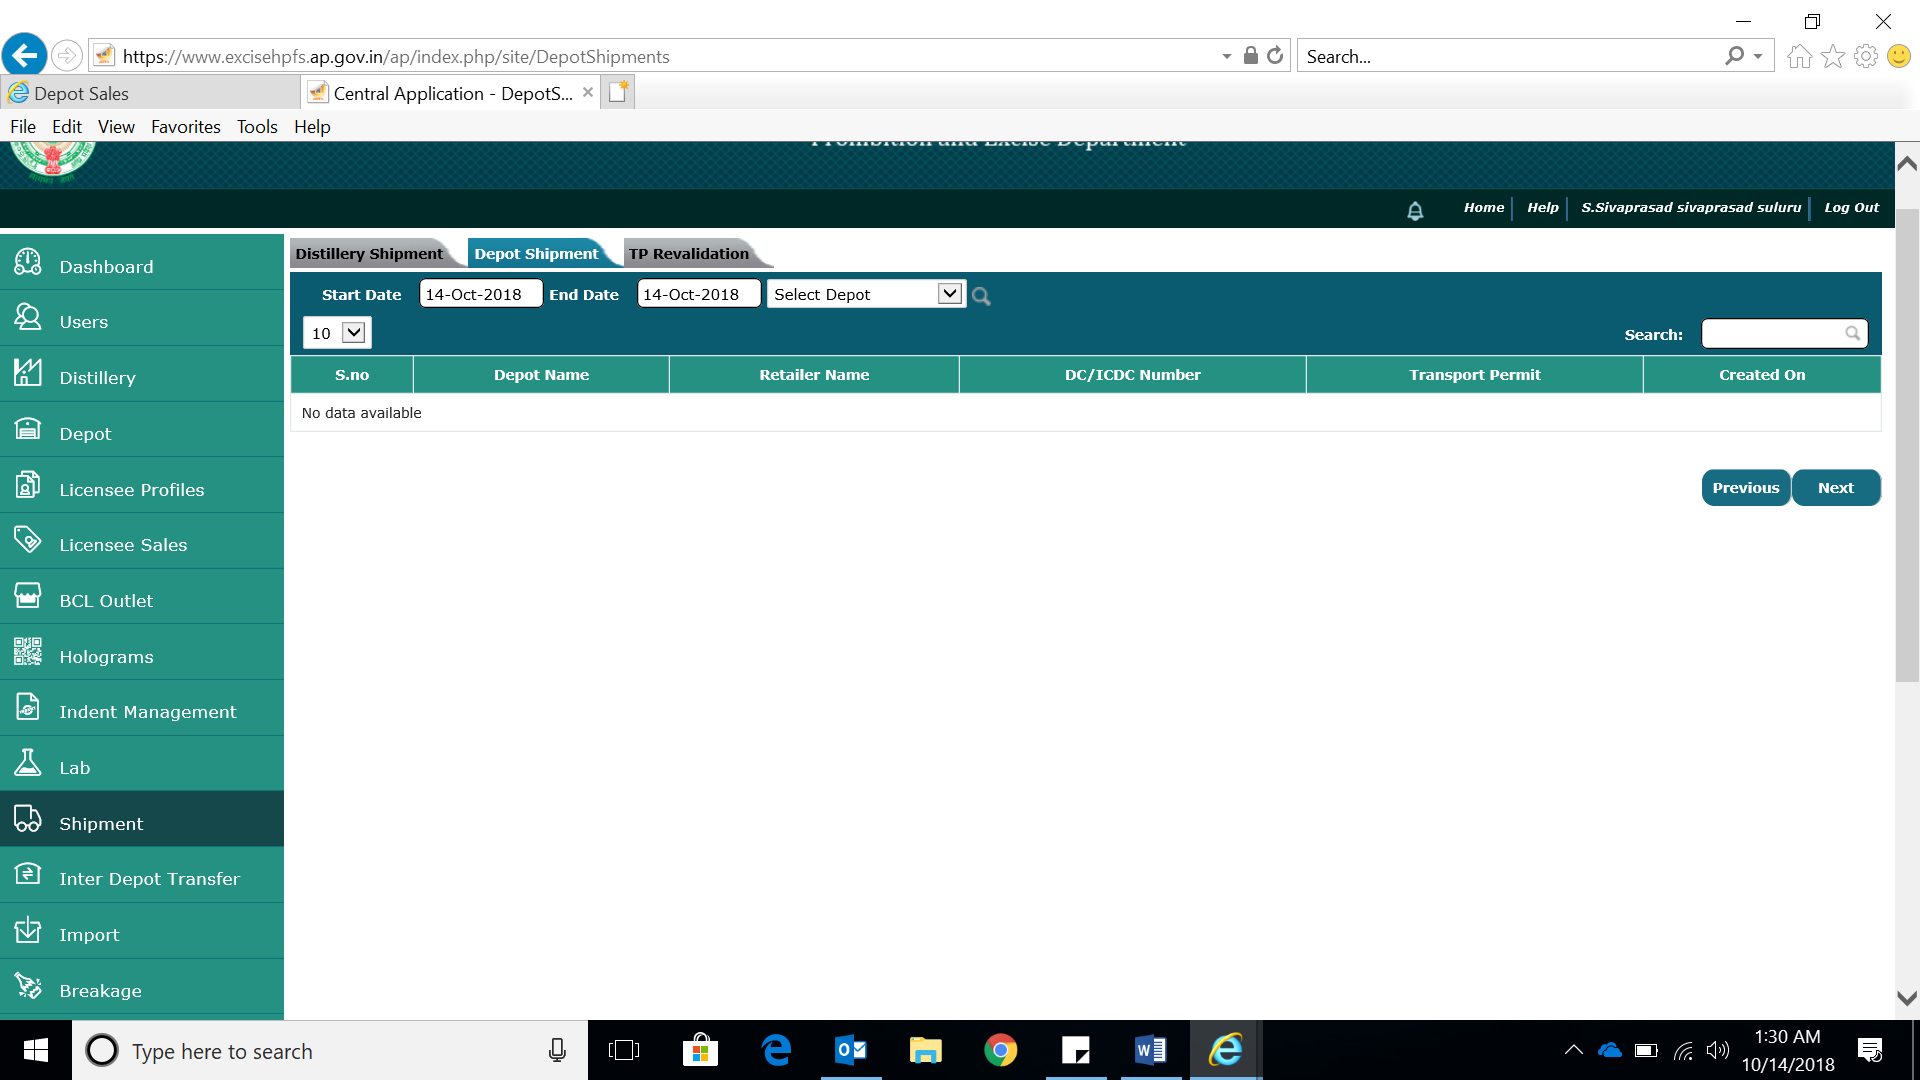 https://www.excisehpfs.ap.gov.in/ap/index.php/site/DepotShipments
Search...
Depot Sales
Central Application - DepotS...
File Edit View Favorites Tools Help
Prohibition and Excise Department
Home Help S.Sivaprasad sivaprasad suluru Log Out
Dashboard
Users
Distillery
Depot
Licensee Profiles
Licensee Sales
BCL Outlet
Holograms
Indent Management
Lab
Shipment
Inter Depot Transfer
Import
Breakage
Distillery Shipment Depot Shipment TP Revalidation
Start Date 14-Oct-2018 End Date 14-Oct-2018 Select Depot
10 Search:
S.no Depot Name Retailer Name DC/ICDC Number Transport Permit Created On
No data available
Previous Next
Type here to search
1:30 AM
10/14/2018